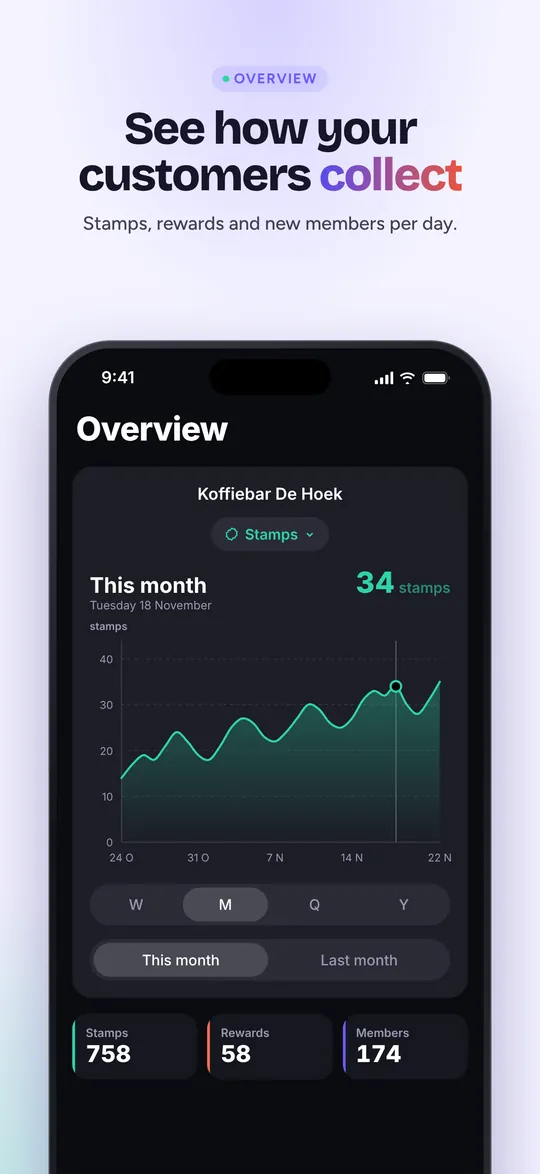 OVERVIEW
See how your
customers collect
Stamps, rewards and new members per day.
9:41
Overview
Koffiebar De Hoek
Stamps
This month
34 stamps
Tuesday 18 November
stamps
40
30
20
10
0
24 O 31 O 7 N 14 N 22 N
W M Q Y
This month Last month
Stamps Rewards Members
758 58 174